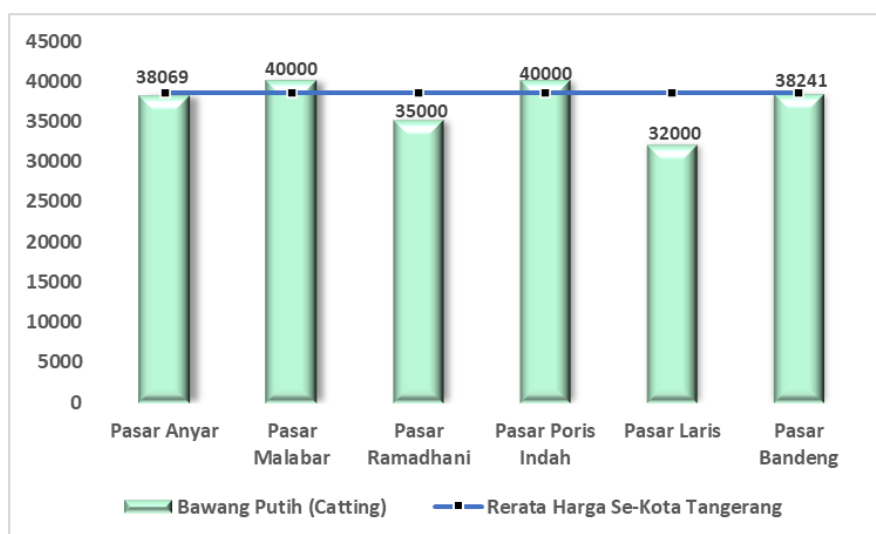 45000
40000
35000
30000
25000
20000
15000
10000
5000
0
38069
40000
35000
40000
32000
38241
Pasar Anyar
Pasar
Malabar
Pasar
Ramadhani
Pasar Poris
Indah
Pasar Laris
Pasar
Bandeng
Bawang Putih (Catting)
Rerata Harga Se-Kota Tangerang